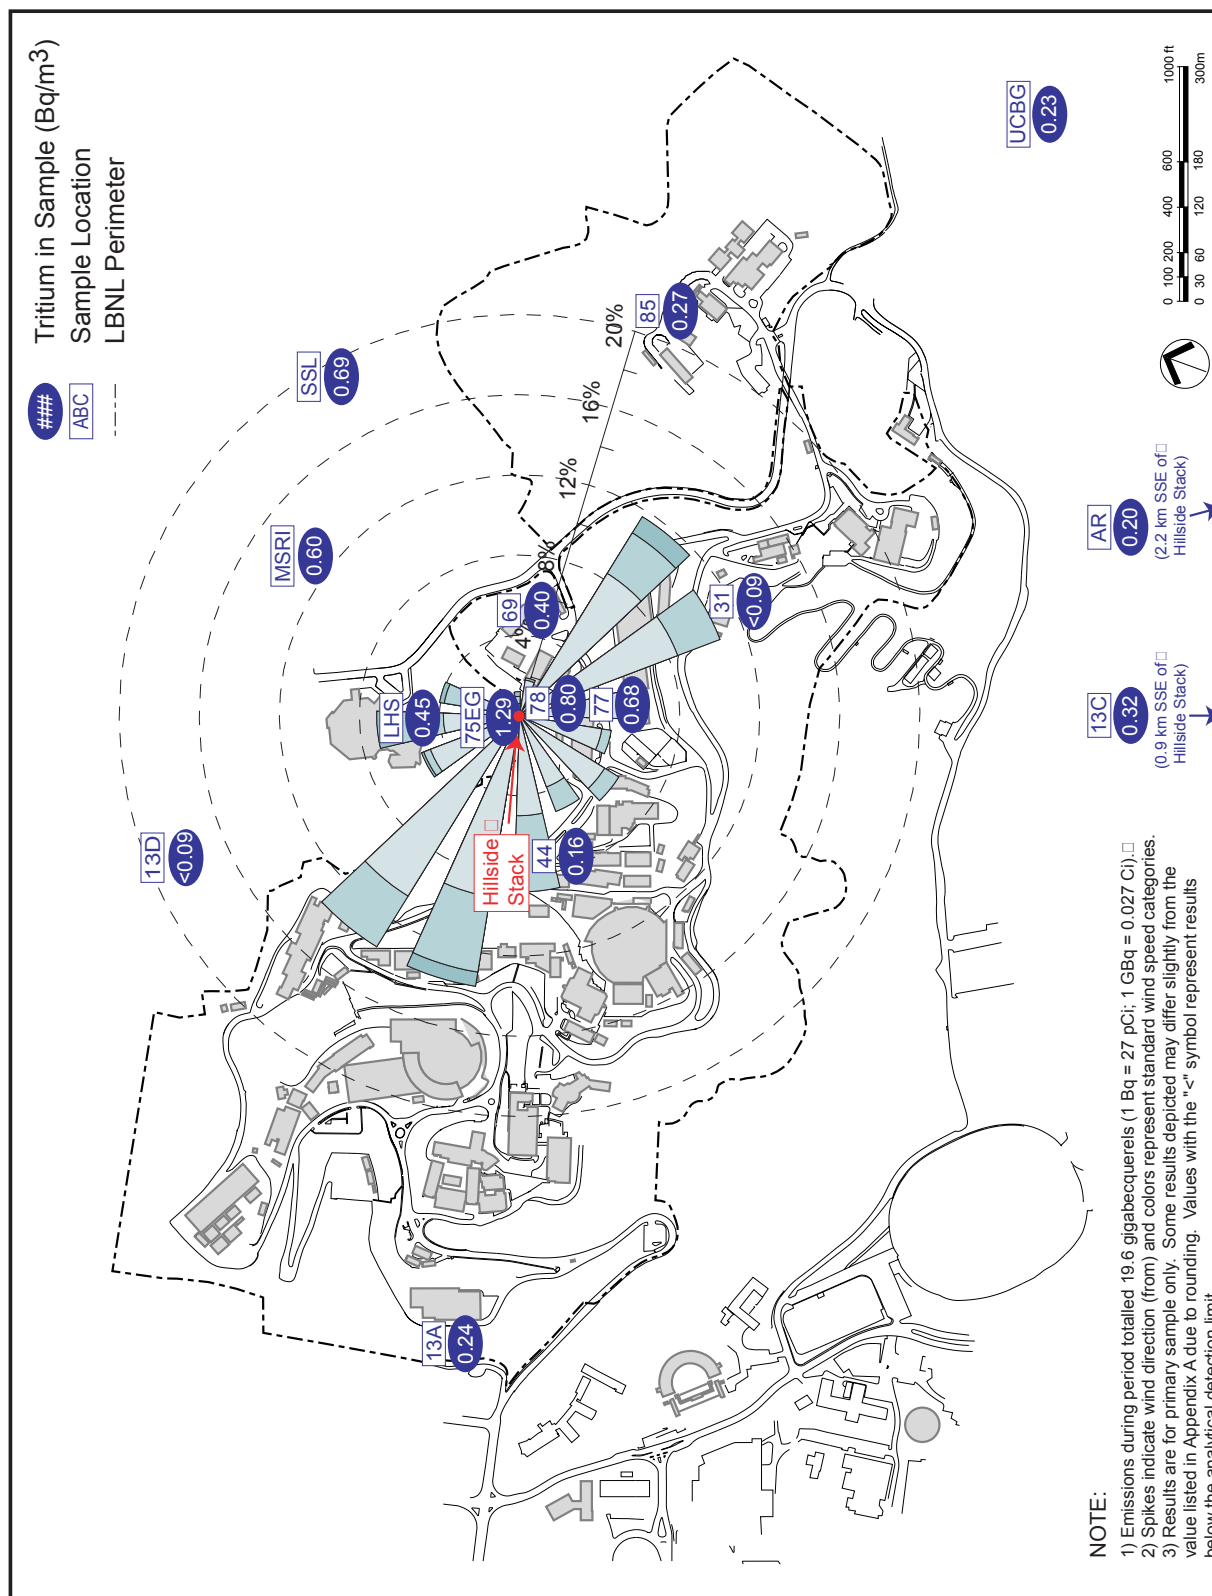 ### Tritium in Sample (Bq/m³)
ABC Sample Location
LBNL Perimeter
SSL
0.69
MSRI
0.60
13D
<0.09
LHS
0.45
75EG
1.29
69
0.40
78
0.80
77
0.68
31
<0.09
85
0.27
44
0.16
13A
0.24
UCBG
0.23
4%
8%
12%
16%
20%
Hillside
Stack
13C
0.32
(0.9 km SSE of
Hillside Stack)
AR
0.20
(2.2 km SSE of
Hillside Stack)
0 100 200 400 600 1000 ft
0 30 60 120 180 300m
NOTE:
1) Emissions during period totalled 19.6 gigabecquerels (1 Bq = 27 pCi; 1 GBq = 0.027 Ci).
2) Spikes indicate wind direction (from) and colors represent standard wind speed categories.
3) Results are for primary sample only. Some results depicted may differ slightly from the
value listed in Appendix A due to rounding. Values with the "<" symbol represent results
below the analytical detection limit.